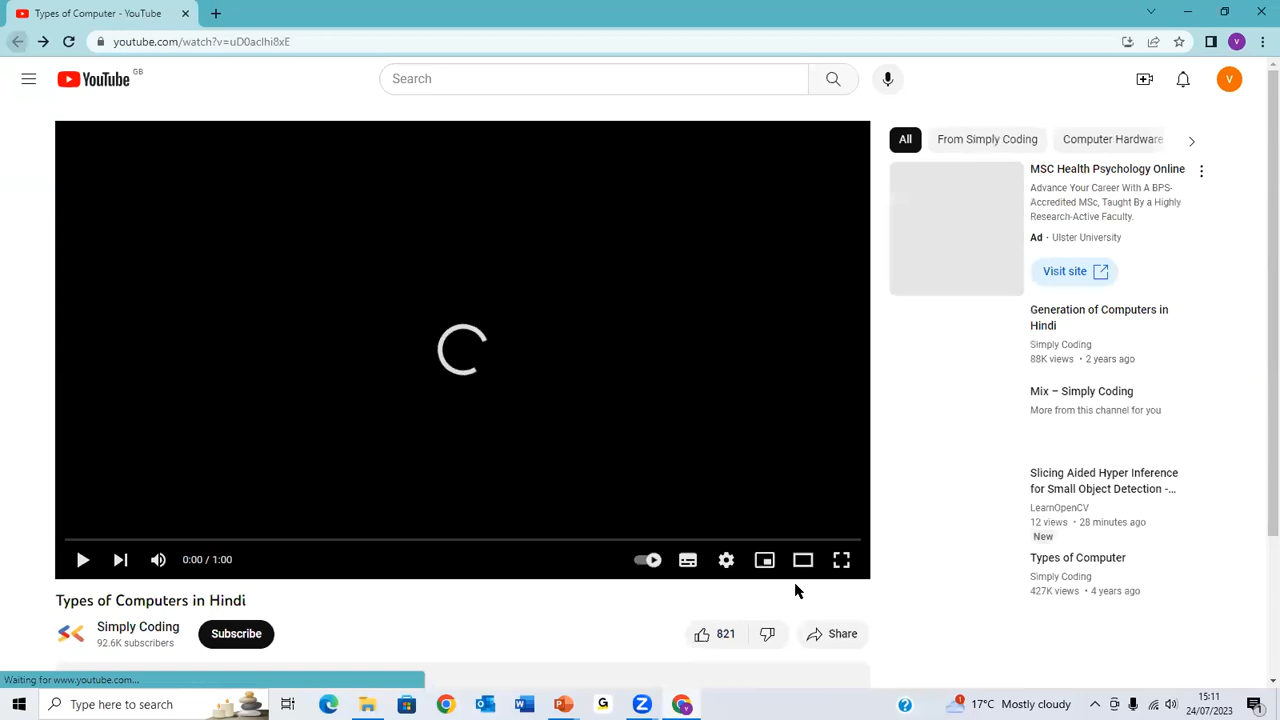 Types of Computer - YouTube
youtube.com/watch?v=uD0aclhi8xE
V
YouTube GB
Search
V
All
From Simply Coding
Computer Hardware
MSC Health Psychology Online
Advance Your Career With A BPS-
Accredited MSc, Taught By a Highly
Research-Active Faculty.
Ad · Ulster University
Visit site
Generation of Computers in
Hindi
Simply Coding
88K views • 2 years ago
Mix – Simply Coding
More from this channel for you
Slicing Aided Hyper Inference
for Small Object Detection -...
LearnOpenCV
12 views • 28 minutes ago
New
Types of Computer
Simply Coding
427K views • 4 years ago
0:00 / 1:00
Types of Computers in Hindi
Simply Coding
92.6K subscribers
Subscribe
821
Share
Waiting for www.youtube.com...
Type here to search
17°C Mostly cloudy
15:11
24/07/2023